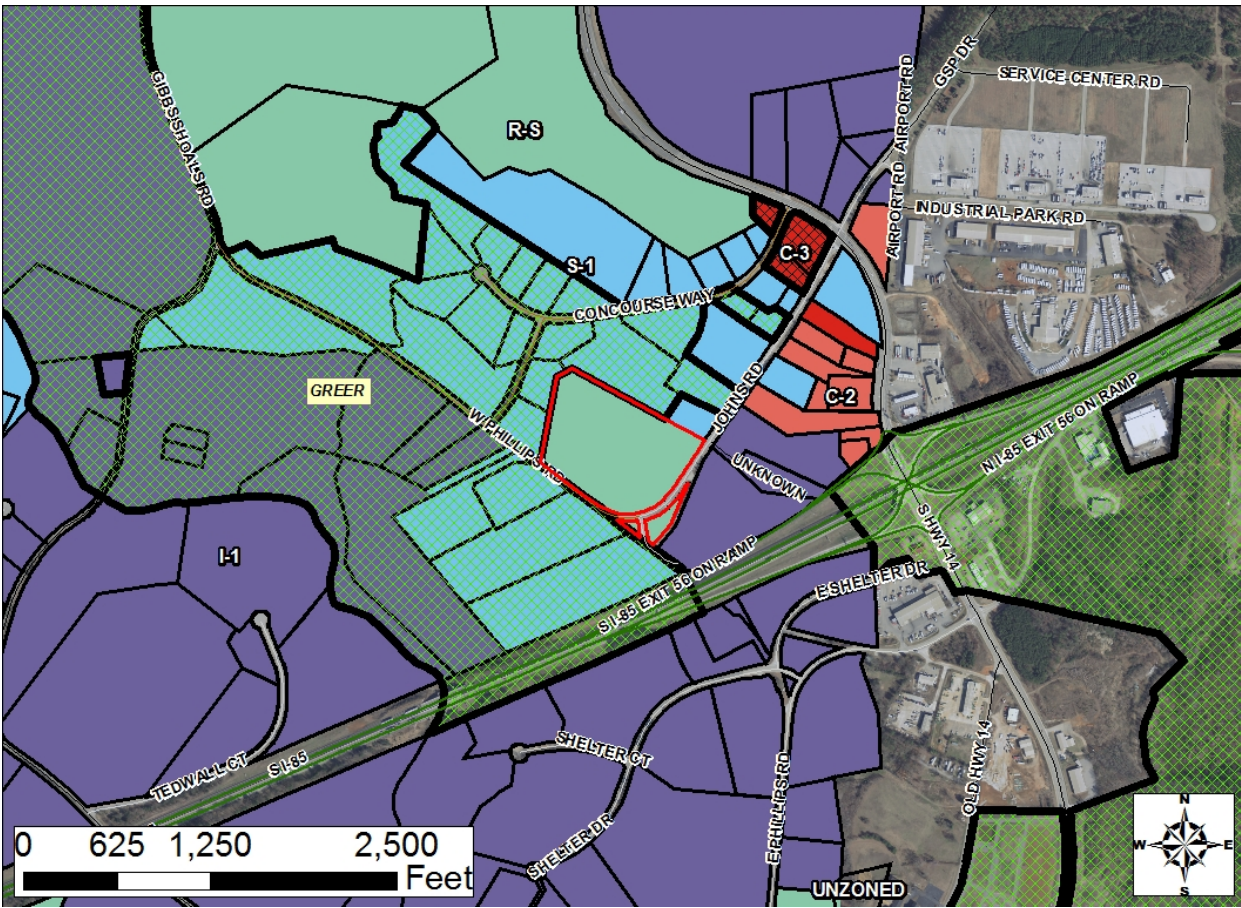 GIBB SHOALS RD
R-S
AIRPORT RD
GSP DR
SERVICE CENTER RD
AIRPORT RD
INDUSTRIAL PARK RD
C-3
S-1
CONCOURSE WAY
GREER
JOHNS RD
C-2
W PHILLIPS RD
UNKNOWN
N I-85 EXIT 56 ON RAMP
S HWY 14
I-1
S I-85 EXIT 56 ON RAMP
E SHELTER DR
TEDWALL CT
S I-85
SHELTER CT
OLD HWY 14
E PHILLIPS RD
SHELTER DR
UNZONED
0 625 1,250 2,500
Feet
N
W E
S